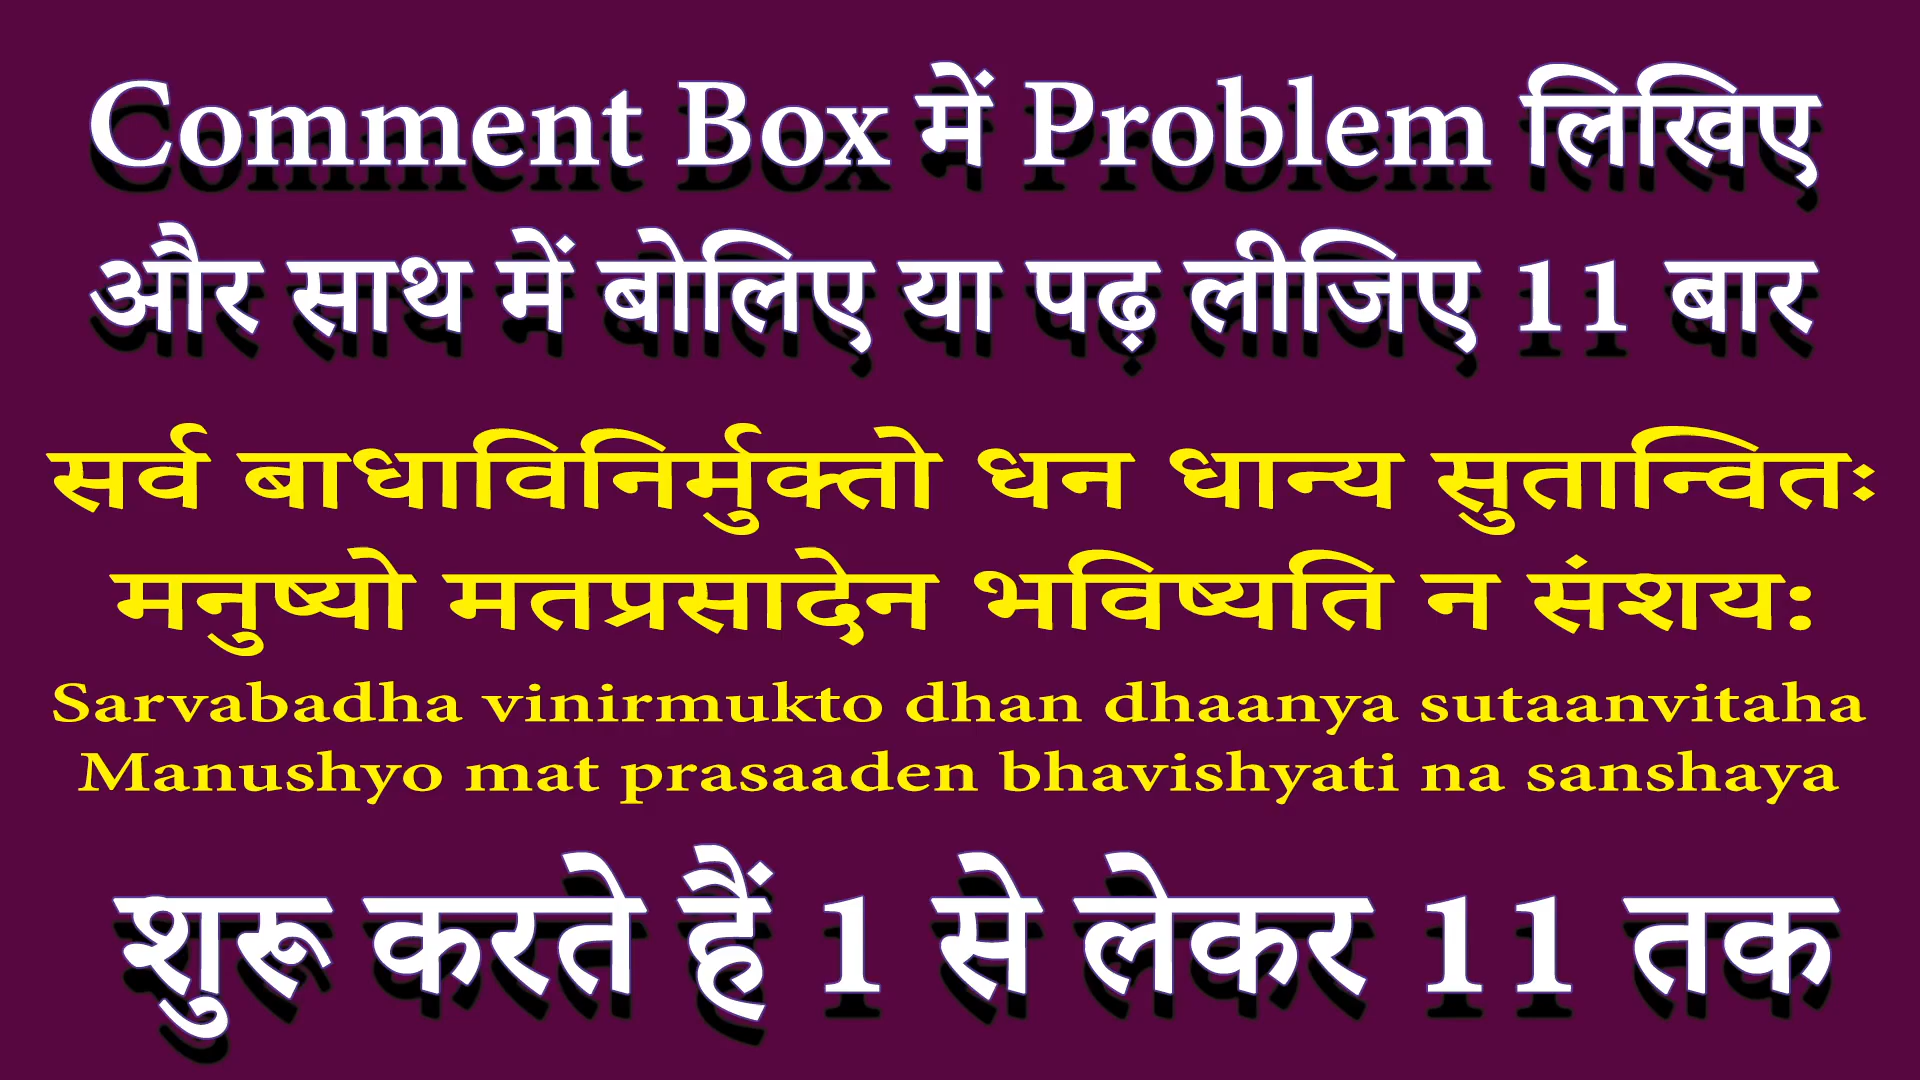 Comment Box में Problem लिखिए
और साथ में बोलिए या पढ़ लीजिए 11 बार
सर्व बाधाविनिर्मुक्तो धन धान्य सुतान्वितः
मनुष्यो मतप्रसादेन भविष्यति न संशय:
Sarvabadha vinirmukto dhan dhaanya sutaanvitaha
Manushyo mat prasaaden bhavishyati na sanshaya
शुरू करते हैं 1 से लेकर 11 तक